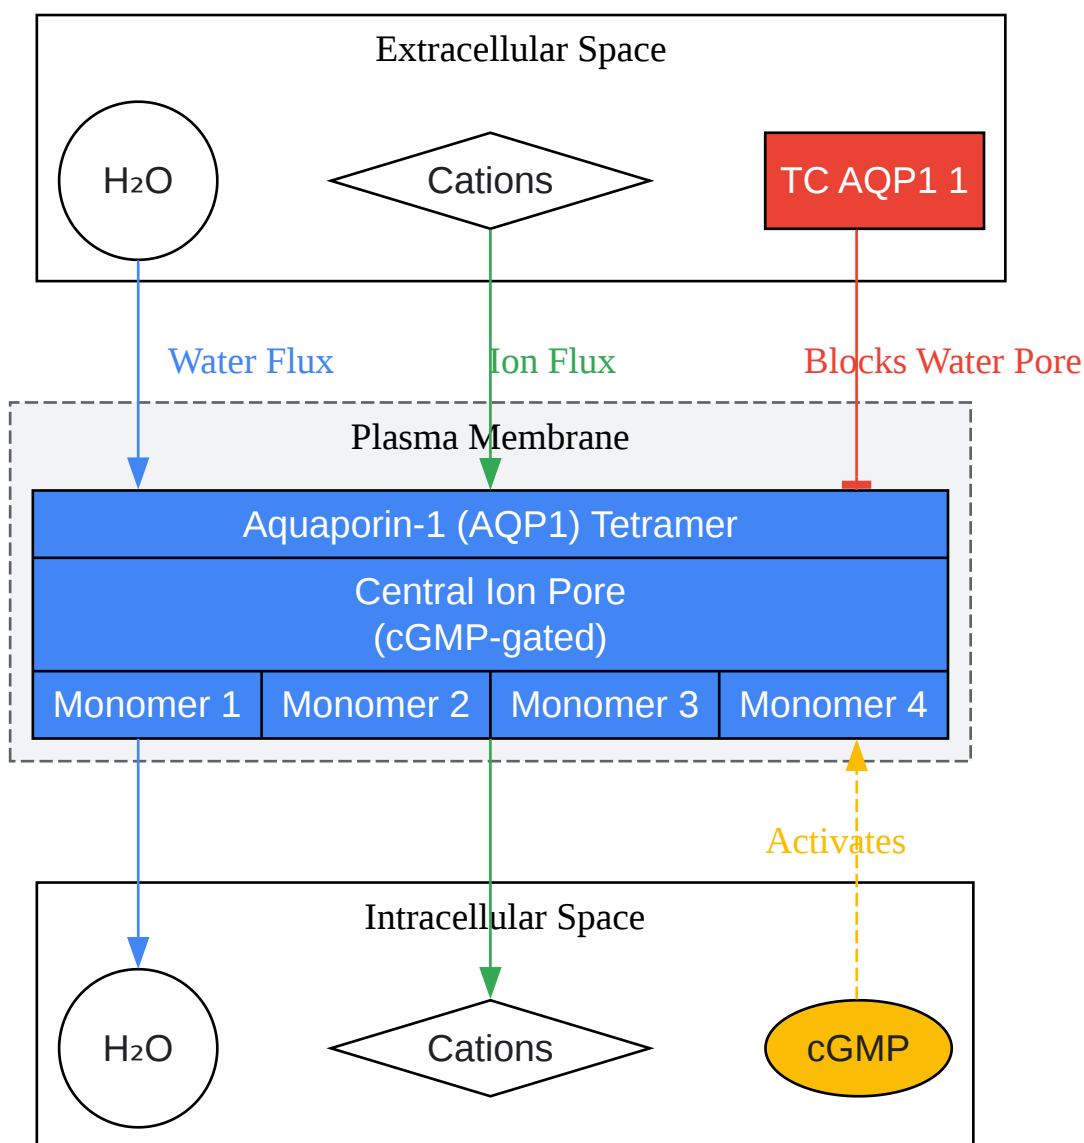 Extracellular Space
H₂O
Cations
TC AQP1 1
Water Flux
Ion Flux
Blocks Water Pore
Plasma Membrane
Aquaporin-1 (AQP1) Tetramer
Central Ion Pore
(cGMP-gated)
Monomer 1
Monomer 2
Monomer 3
Monomer 4
Activates
Intracellular Space
H₂O
Cations
cGMP